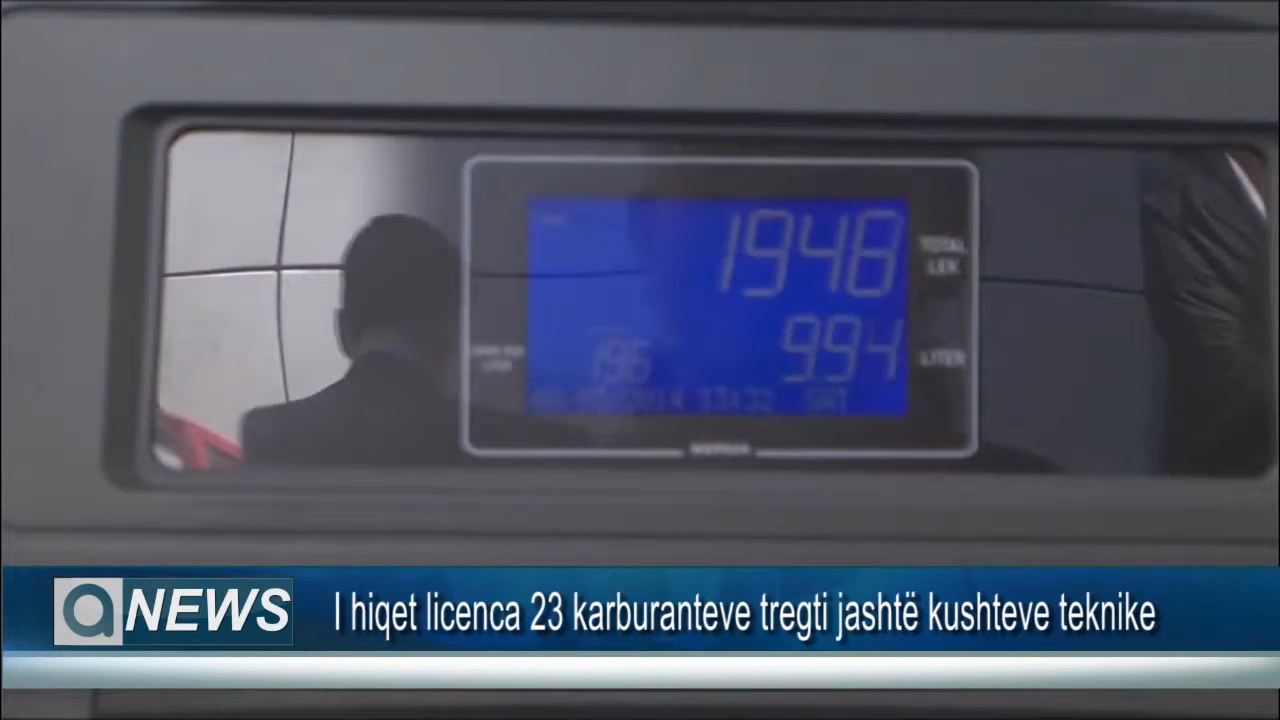 1948
TOTAL
LEK
994
LITER
196
a NEWS
I hiqet licenca 23 karburanteve tregti jashtë kushteve teknike